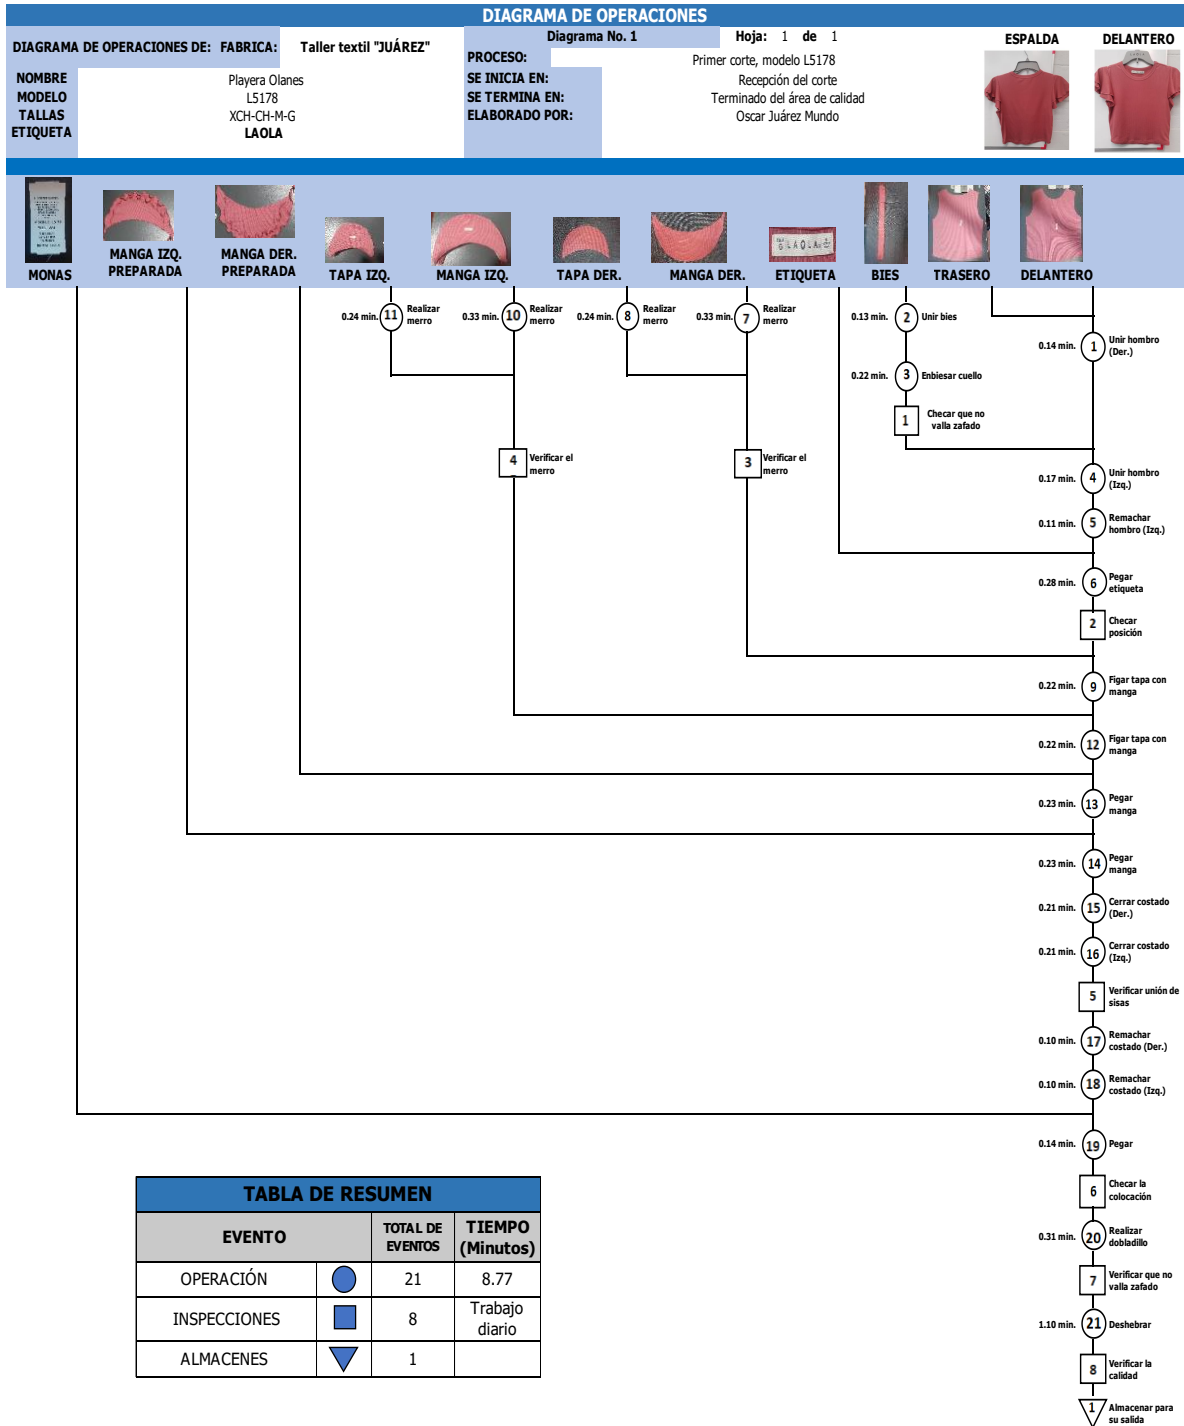 DIAGRAMA DE OPERACIONES
DIAGRAMA DE OPERACIONES DE: FABRICA: Taller textil "JUÁREZ"
Diagrama No. 1 Hoja: 1 de 1
PROCESO: Primer corte, modelo L5178
NOMBRE Playera Olanes
SE INICIA EN: Recepción del corte
MODELO L5178
SE TERMINA EN: Terminado del área de calidad
TALLAS XCH-CH-M-G
ELABORADO POR: Oscar Juárez Mundo
ETIQUETA LAOLA
ESPALDA DELANTERO
MONAS
MANGA IZQ.
PREPARADA
MANGA DER.
PREPARADA
TAPA IZQ.
MANGA IZQ.
TAPA DER.
MANGA DER.
LAOLA
ETIQUETA
BIES
TRASERO
DELANTERO
0.24 min. 11 Realizar
merro
0.33 min. 10 Realizar
merro
0.24 min. 8 Realizar
merro
0.33 min. 7 Realizar
merro
0.13 min. 2 Unir bies
0.14 min. 1 Unir hombro
(Der.)
0.22 min. 3 Enbiesar cuello
1 Checar que no
valla zafado
4 Verificar el
merro
3 Verificar el
merro
0.17 min. 4 Unir hombro
(Izq.)
0.11 min. 5 Remachar
hombro (Izq.)
0.28 min. 6 Pegar
etiqueta
2 Checar
posición
0.22 min. 9 Figar tapa con
manga
0.22 min. 12 Figar tapa con
manga
0.23 min. 13 Pegar
manga
0.23 min. 14 Pegar
manga
0.21 min. 15 Cerrar costado
(Der.)
0.21 min. 16 Cerrar costado
(Izq.)
5 Verificar unión de
sisas
0.10 min. 17 Remachar
costado (Der.)
0.10 min. 18 Remachar
costado (Izq.)
0.14 min. 19 Pegar
6 Checar la
colocación
0.31 min. 20 Realizar
dobladillo
7 Verificar que no
valla zafado
1.10 min. 21 Deshebrar
8 Verificar la
calidad
1 Almacenar para
su salida
TABLA DE RESUMEN
EVENTO
TOTAL DE
EVENTOS
TIEMPO
(Minutos)
OPERACIÓN 21 8.77
INSPECCIONES 8 Trabajo
diario
ALMACENES 1